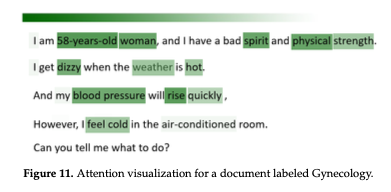 I am 58-years-old woman, and I have a bad spirit and physical strength.
I get dizzy when the weather is hot.
And my blood pressure will rise quickly ,
However, I feel cold in the air-conditioned room.
Can you tell me what to do?
Figure 11. Attention visualization for a document labeled Gynecology.